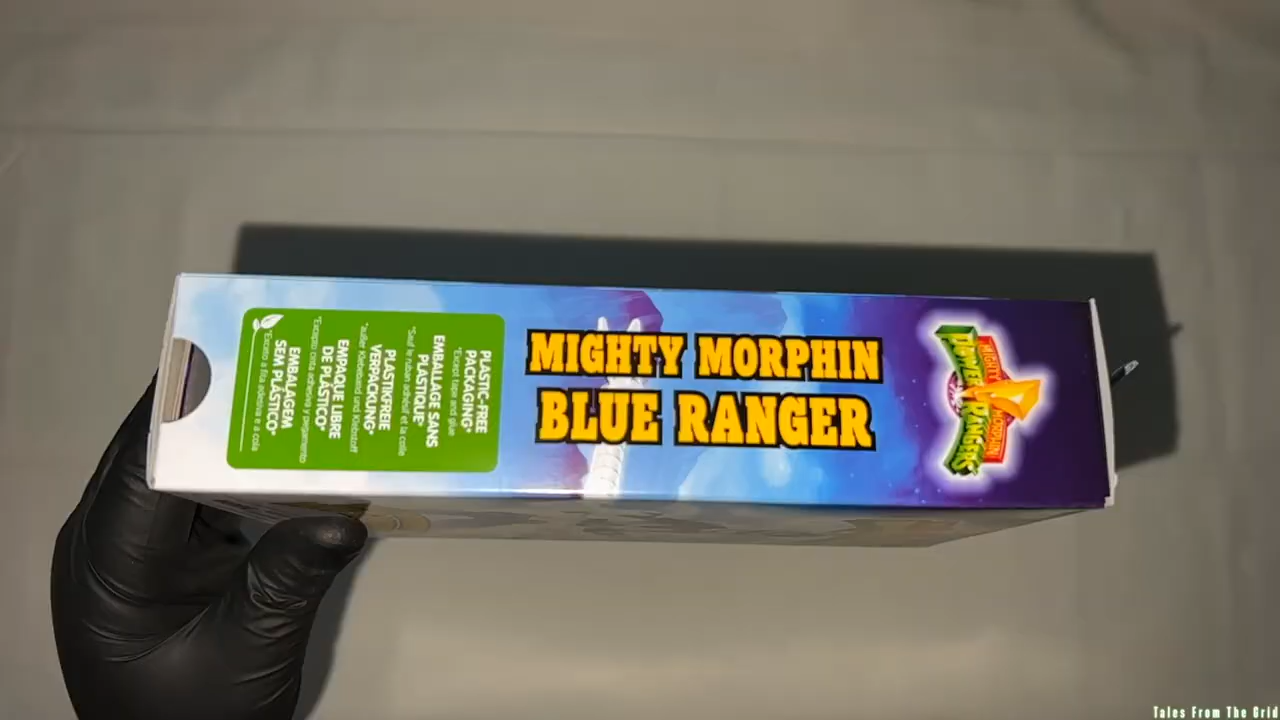 MIGHTY MORPHIN
BLUE RANGER
PLASTIC-FREE
PACKAGING*
*Except tape and glue
EMBALLAGE SANS
PLASTIQUE*
*Sauf le ruban adhésif et la colle
PLASTIKFREIE
VERPACKUNG*
*außer Klebeband und Klebstoff
EMPAQUE LIBRE
DE PLÁSTICO*
*Excepto cinta adhesiva y pegamento
EMBALAGEM
SEM PLÁSTICO*
*Exceto a fita adesiva e a cola
MIGHTY MORPHIN
POWER RANGERS
Tales From The Grid